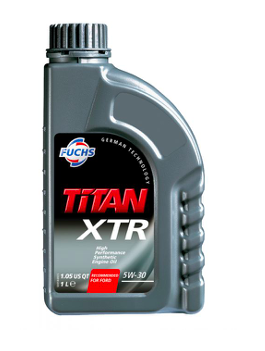 GERMAN TECHNOLOGY
FUCHS
TITAN
XTR
High
Performance
Synthetic
Engine Oil
1.05 US QT
1 L e
RECOMMENDED
FOR FORD
5W-30